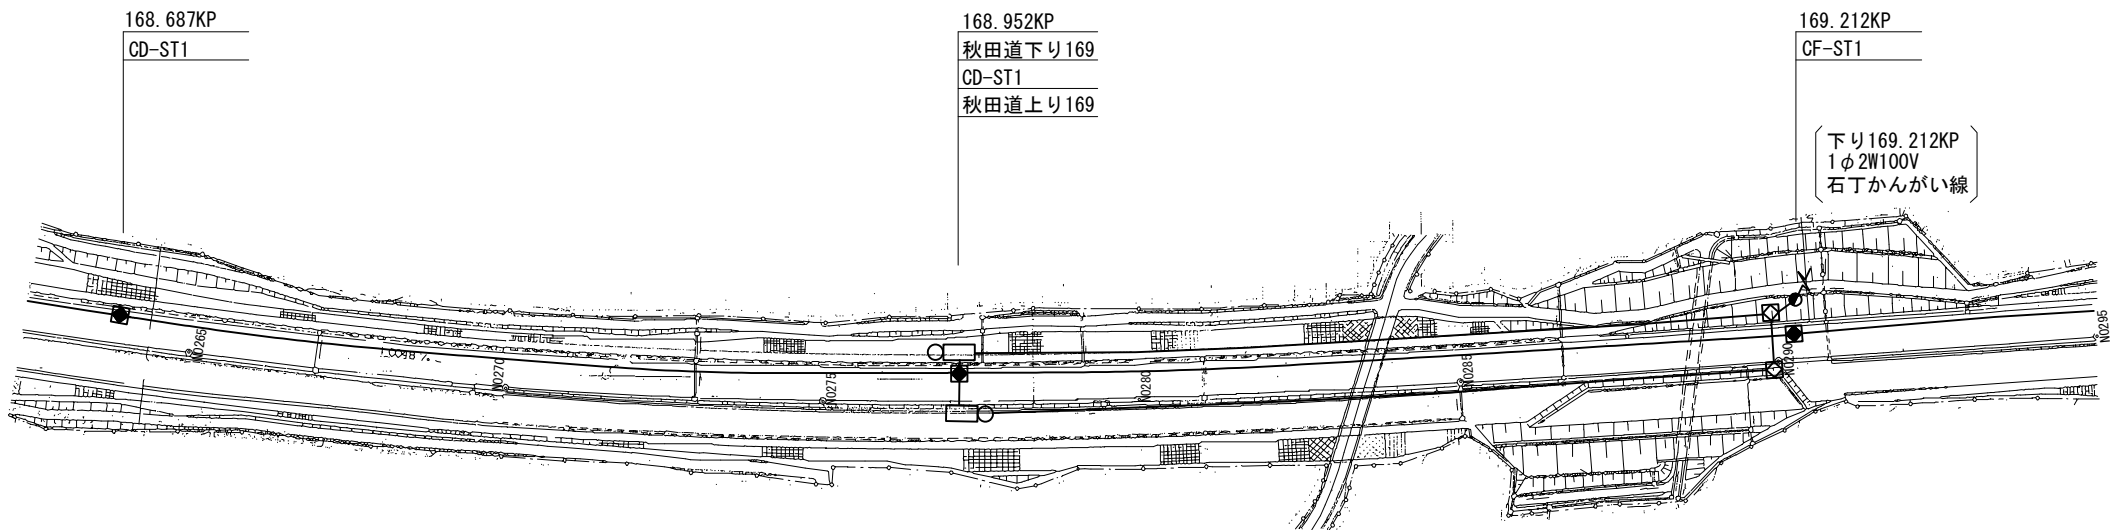 168.687KP
CD-ST1
168.952KP
秋田道下り169
CD-ST1
秋田道上り169
169.212KP
CF-ST1
下り169.212KP
1φ2W100V
石丁かんがい線
NO265
NO270
NO275
NO280
NO285
NO290
NO295